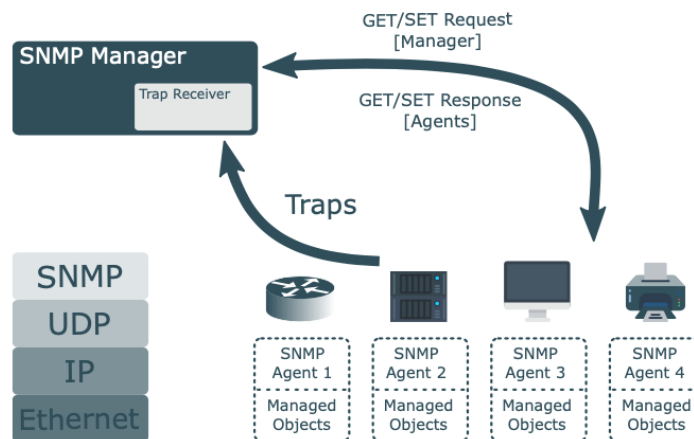 GET/SET Request
[Manager]
SNMP Manager
Trap Receiver
GET/SET Response
[Agents]
Traps
SNMP
UDP
IP
Ethernet
SNMP
Agent 1
Managed
Objects
SNMP
Agent 2
Managed
Objects
SNMP
Agent 3
Managed
Objects
SNMP
Agent 4
Managed
Objects